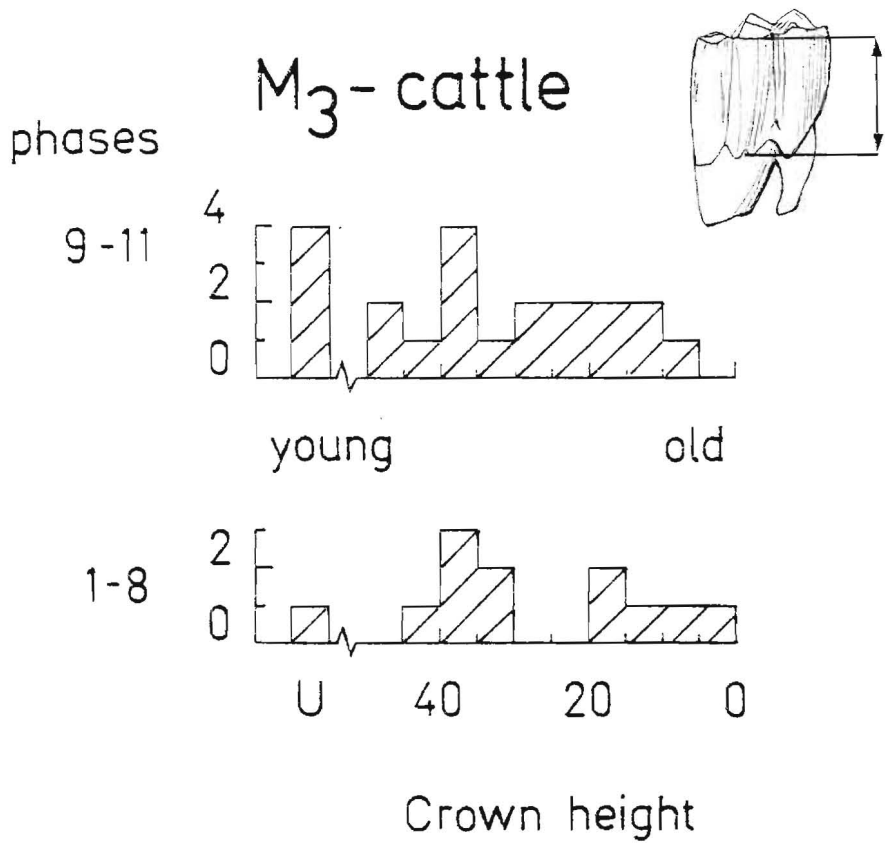 M3 - cattle
phases
9-11
4
2
0
young old
1-8
2
0
U 40 20 0
Crown height